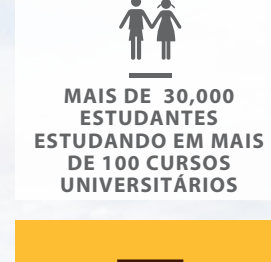 MAIS DE 30,000
ESTUDANTES
ESTUDANDO EM MAIS
DE 100 CURSOS
UNIVERSITÁRIOS